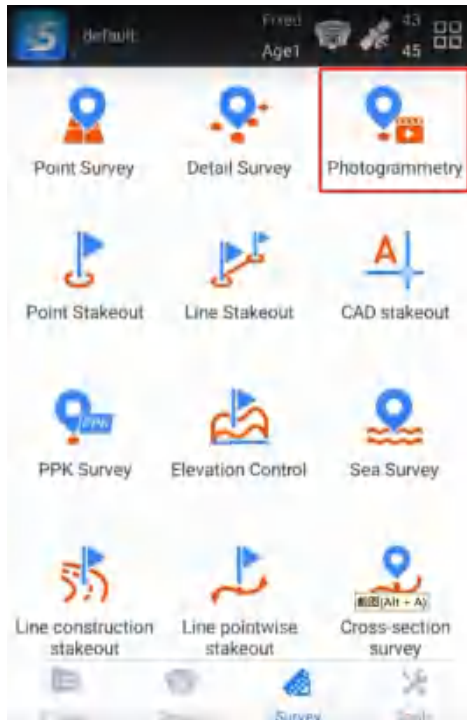 default
Fixed
Age1
43
45
Point Survey
Detail Survey
Photogrammetry
Point Stakeout
Line Stakeout
CAD stakeout
PPK
PPK Survey
Elevation Control
Sea Survey
(Alt + A)
Line construction
stakeout
Line pointwise
stakeout
Cross-section
survey
Survey
Tools